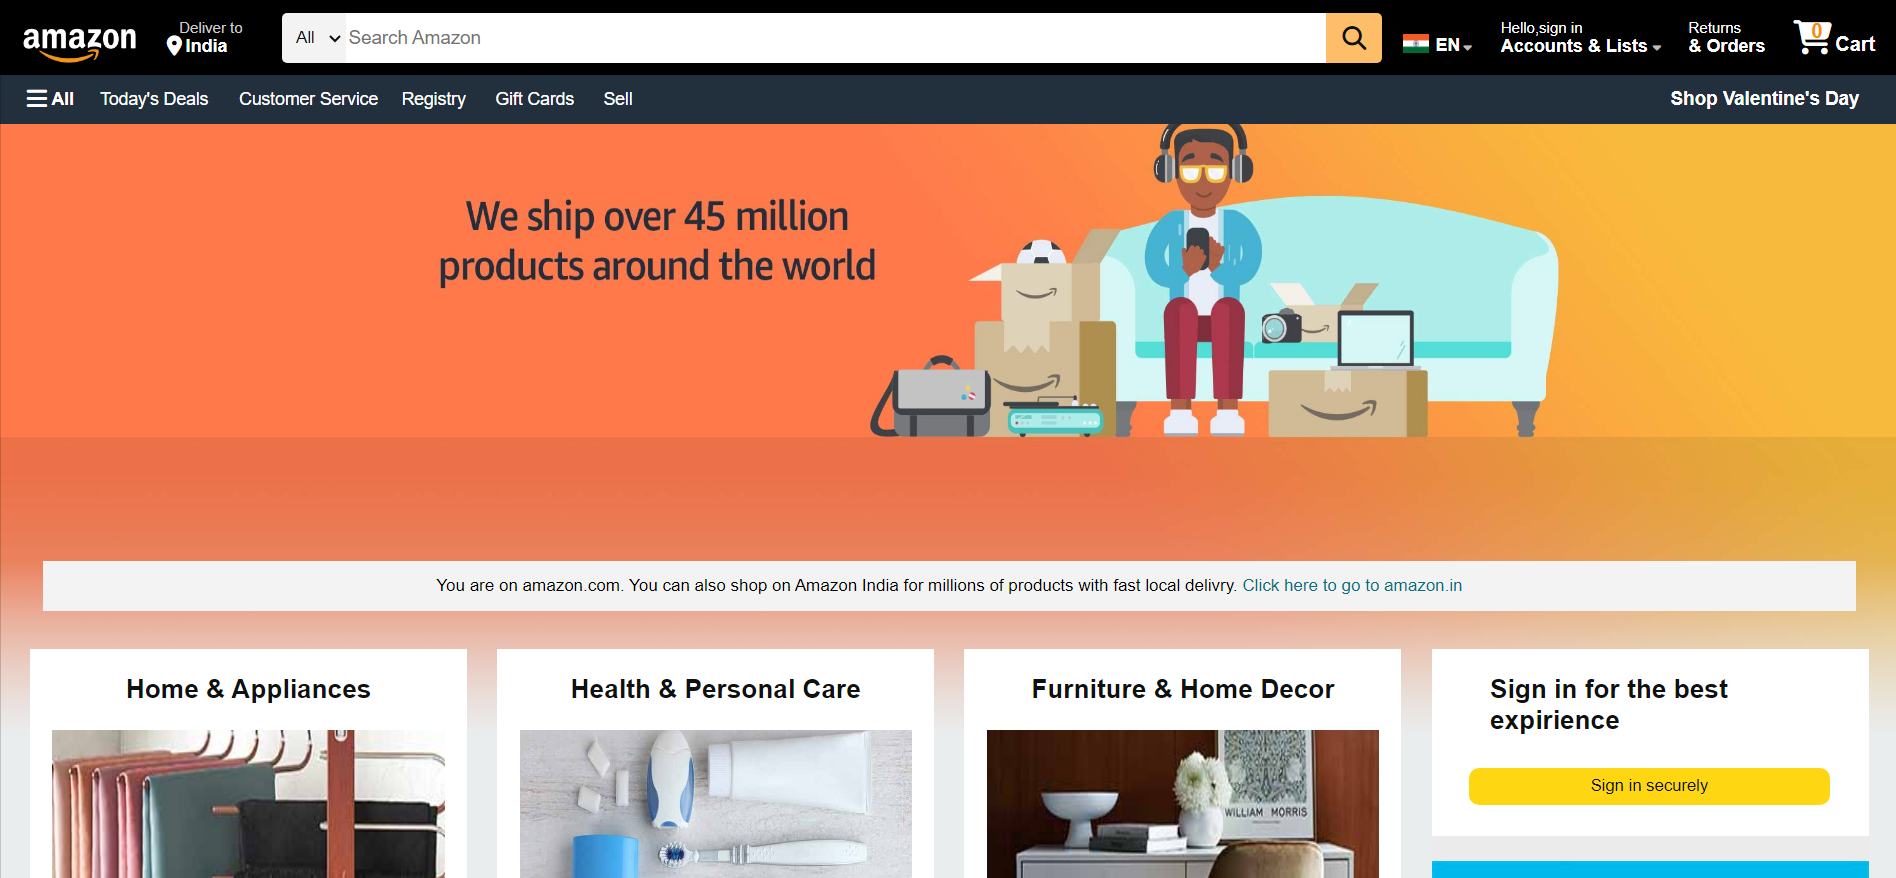 amazon
Deliver to
India
All
Search Amazon
EN
Hello,sign in
Accounts & Lists
Returns
& Orders
0
Cart
All
Today's Deals
Customer Service
Registry
Gift Cards
Sell
Shop Valentine's Day
We ship over 45 million
products around the world
You are on amazon.com. You can also shop on Amazon India for millions of products with fast local delivry. Click here to go to amazon.in
Home & Appliances
Health & Personal Care
Furniture & Home Decor
Sign in for the best
expirience
Sign in securely
WILLIAM MORRIS